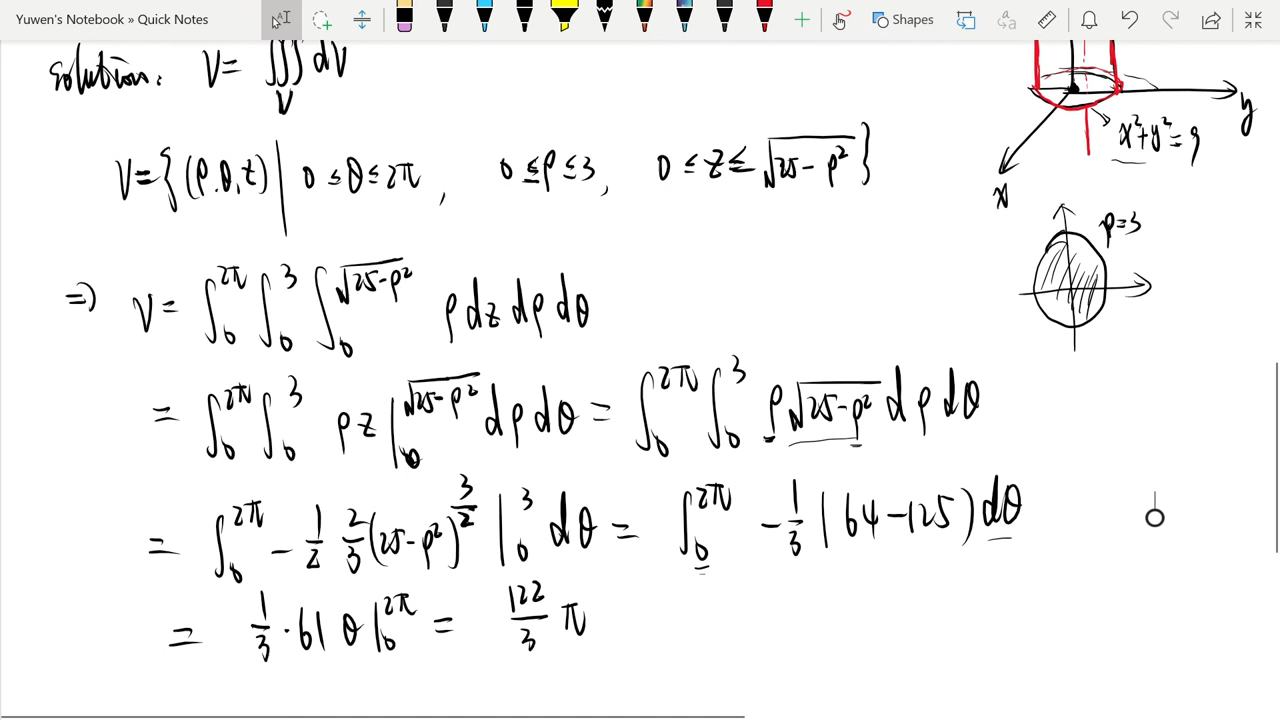 Yuwen's Notebook » Quick Notes
Shapes
Solution: V = ∭_V dV
y
x² + y² = 9
x
V = { (ρ, θ, z) | 0 ≤ θ ≤ 2π, 0 ≤ ρ ≤ 3, 0 ≤ z ≤ √(25-ρ²) }
ρ = 3
⇒ V = ∫_0^{2π} ∫_0^3 ∫_0^{√(25-ρ²)} ρ dz dρ dθ
= ∫_0^{2π} ∫_0^3 ρz |_0^{√(25-ρ²)} dρ dθ = ∫_0^{2π} ∫_0^3 ρ √(25-ρ²) dρ dθ
= ∫_0^{2π} - 1/2 2/3 (25-ρ²)^{3/2} |_0^3 dθ = ∫_0^{2π} - 1/3 (64-125) dθ
= 1/3 · 61 θ |_0^{2π} = 122/3 π